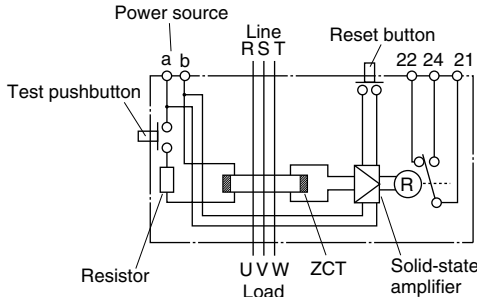 Power source
Line
Reset button
R S T
a b
22 24 21
Test pushbutton
R
Resistor
U V W
Load
ZCT
Solid-state
amplifier